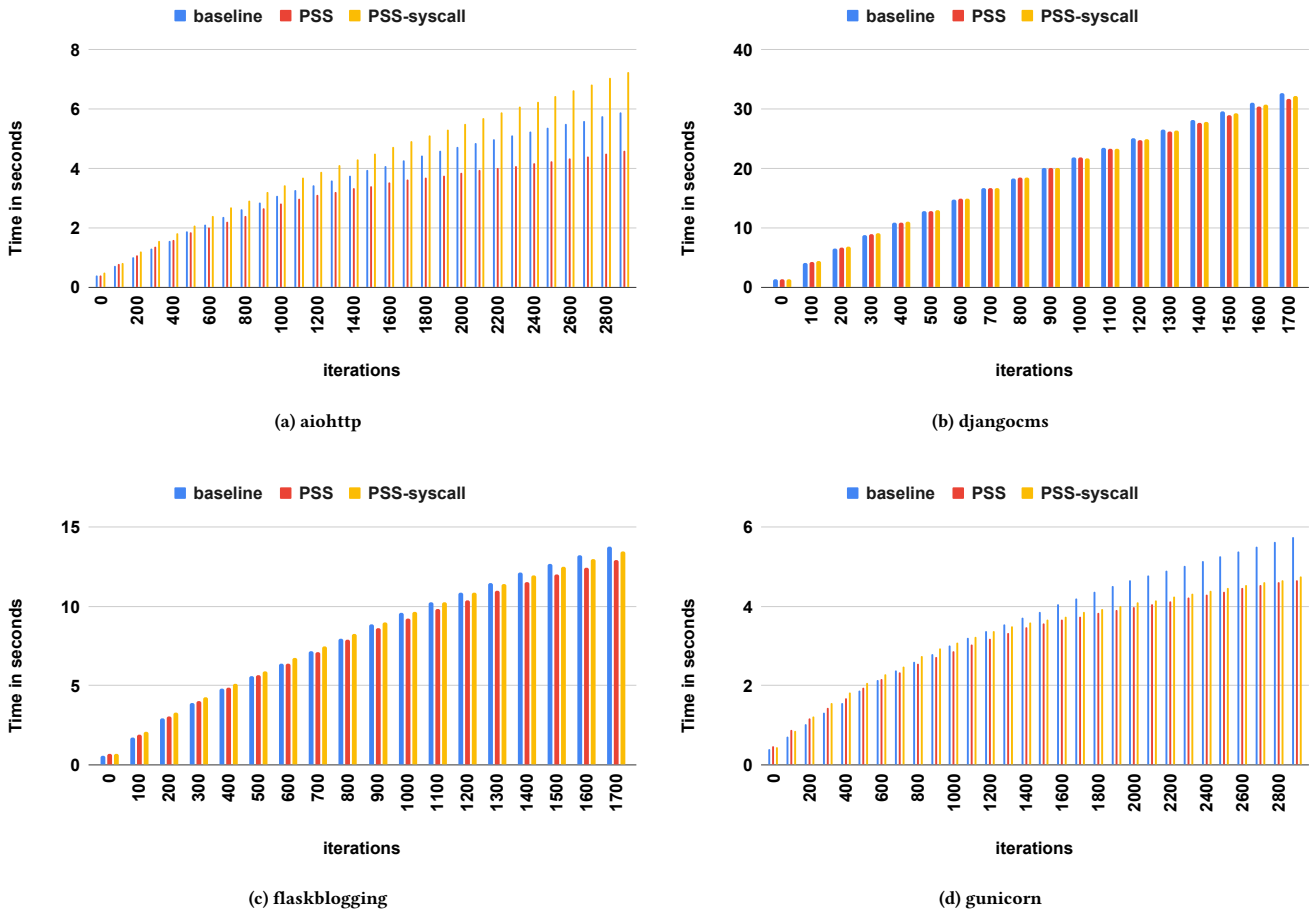 baseline PSS PSS-syscall
8
6
4
2
0
Time in seconds
0 200 400 600 800 1000 1200 1400 1600 1800 2000 2200 2400 2600 2800
iterations
(a) aiohttp
baseline PSS PSS-syscall
40
30
20
10
0
Time in seconds
0 100 200 300 400 500 600 700 800 900 1000 1100 1200 1300 1400 1500 1600 1700
iterations
(b) djangocms
baseline PSS PSS-syscall
15
10
5
0
Time in seconds
0 100 200 300 400 500 600 700 800 900 1000 1100 1200 1300 1400 1500 1600 1700
iterations
(c) flaskblogging
baseline PSS PSS-syscall
6
4
2
0
Time in seconds
0 200 400 600 800 1000 1200 1400 1600 1800 2000 2200 2400 2600 2800
iterations
(d) gunicorn